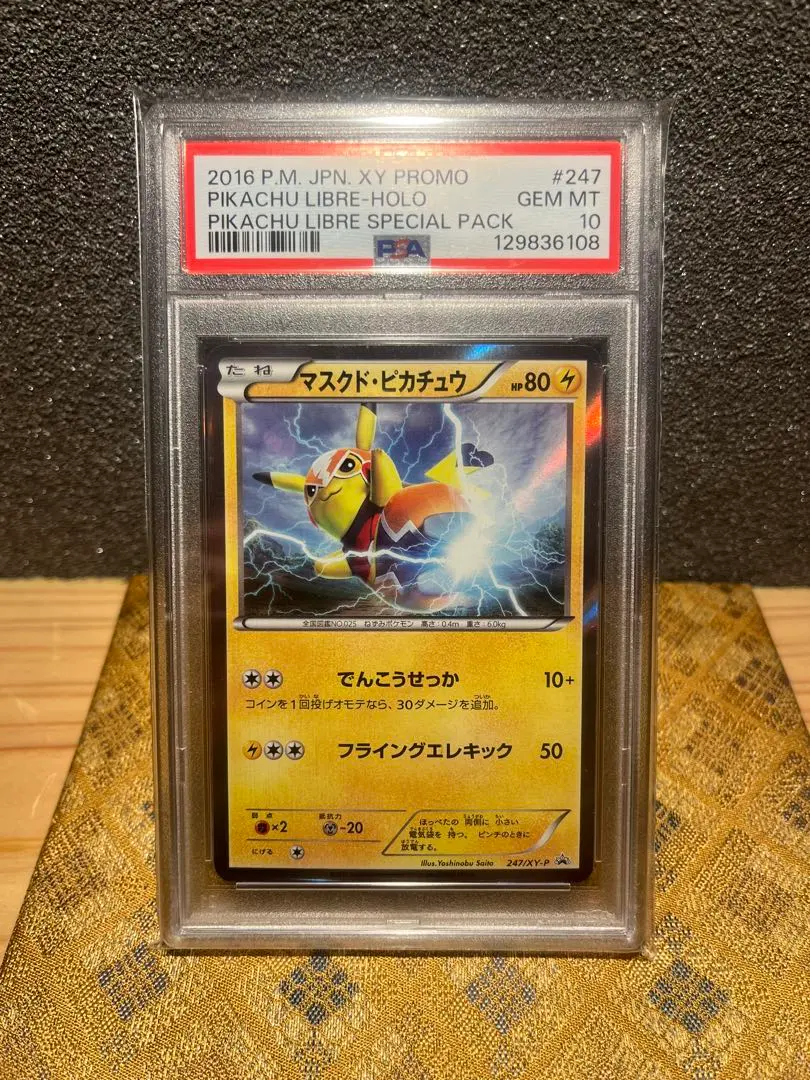 2016 P.M. JPN. XY PROMO #247
PIKACHU LIBRE-HOLO GEM MT
PIKACHU LIBRE SPECIAL PACK 10
PSA 129836108
たね マスクド・ピカチュウ HP80
全国図鑑NO.025 ねずみポケモン 高さ:0.4m 重さ:6.0kg
でんこうせっか 10+
コインを1回投げオモテなら、30ダメージを追加。
フライングエレキック 50
弱点 抵抗力
×2 -20
にげる
ほっぺたの 両側に 小さい
電気袋を 持つ。 ピンチのときに
放電する。
Illus.Yoshinobu Saito 247/XY-P